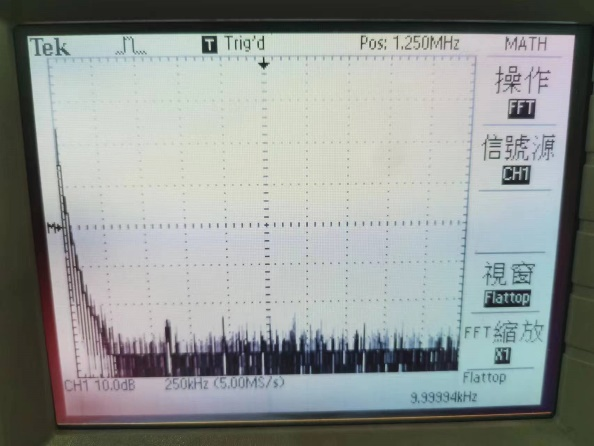 Tek T Trig'd Pos: 1.250MHz MATH
操作
FFT
信號源
CH1
M
視窗
Flattop
FFT縮放
X1
CH1 10.0dB 250kHz (5.00MS/s) Flattop
9.99994kHz